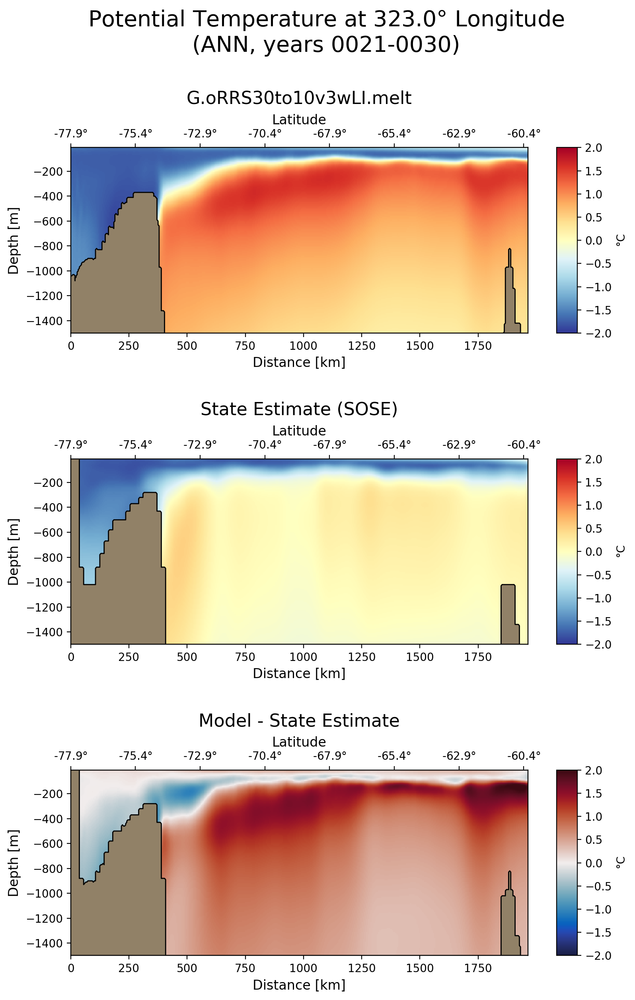 Potential Temperature at 323.0° Longitude
(ANN, years 0021-0030)
G.oRRS30to10v3wLI.melt
Latitude
-77.9° -75.4° -72.9° -70.4° -67.9° -65.4° -62.9° -60.4°
Depth [m]
−200
−400
−600
−800
−1000
−1200
−1400
0 250 500 750 1000 1250 1500 1750
Distance [km]
2.0
1.5
1.0
0.5
0.0
−0.5
−1.0
−1.5
−2.0
°C
State Estimate (SOSE)
Latitude
-77.9° -75.4° -72.9° -70.4° -67.9° -65.4° -62.9° -60.4°
Depth [m]
−200
−400
−600
−800
−1000
−1200
−1400
0 250 500 750 1000 1250 1500 1750
Distance [km]
2.0
1.5
1.0
0.5
0.0
−0.5
−1.0
−1.5
−2.0
°C
Model - State Estimate
Latitude
-77.9° -75.4° -72.9° -70.4° -67.9° -65.4° -62.9° -60.4°
Depth [m]
−200
−400
−600
−800
−1000
−1200
−1400
0 250 500 750 1000 1250 1500 1750
Distance [km]
2.0
1.5
1.0
0.5
0.0
−0.5
−1.0
−1.5
−2.0
°C